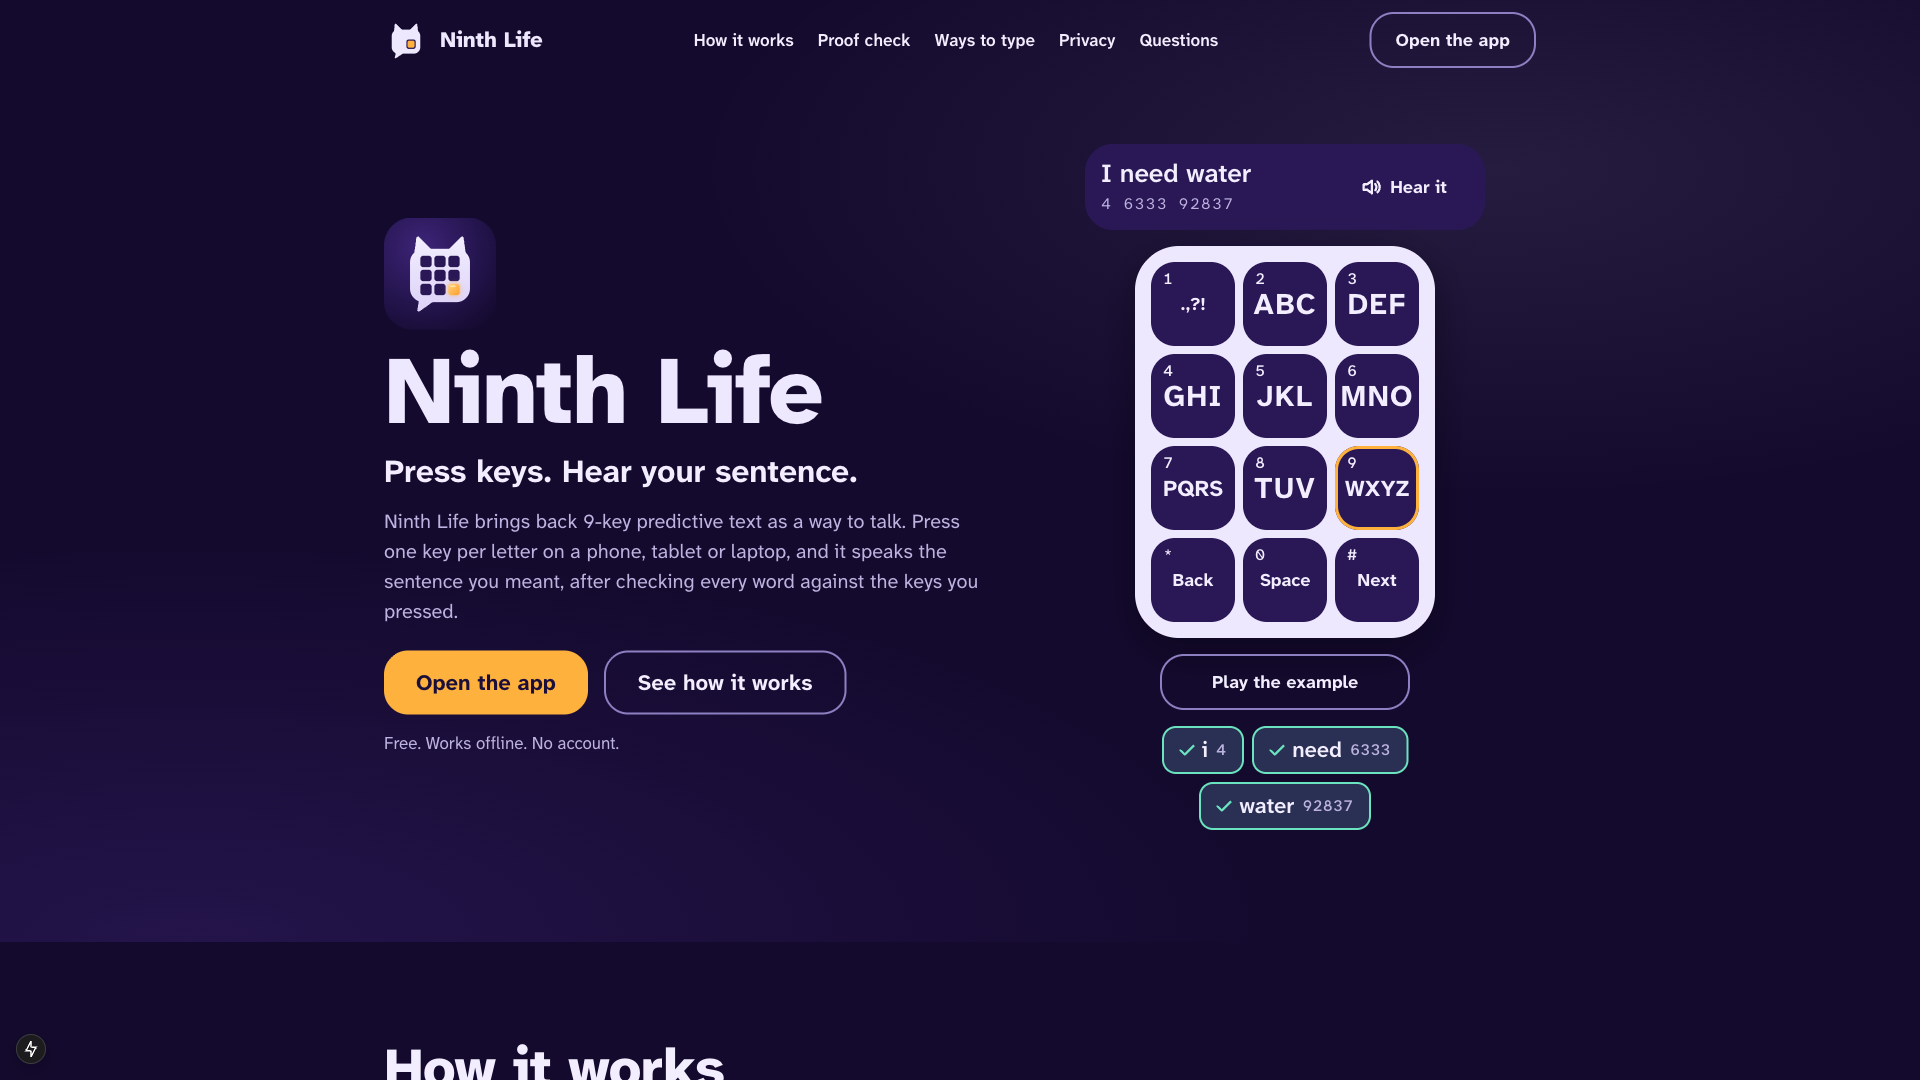 Ninth Life
How it works
Proof check
Ways to type
Privacy
Questions
Open the app
Ninth Life
Press keys. Hear your sentence.
Ninth Life brings back 9-key predictive text as a way to talk. Press
one key per letter on a phone, tablet or laptop, and it speaks the
sentence you meant, after checking every word against the keys you
pressed.
Open the app
See how it works
Free. Works offline. No account.
I need water
4 6333 92837
Hear it
1
.,?!
2
ABC
3
DEF
4
GHI
5
JKL
6
MNO
7
PQRS
8
TUV
9
WXYZ
*
Back
0
Space
#
Next
Play the example
i 4
need 6333
water 92837
How it works